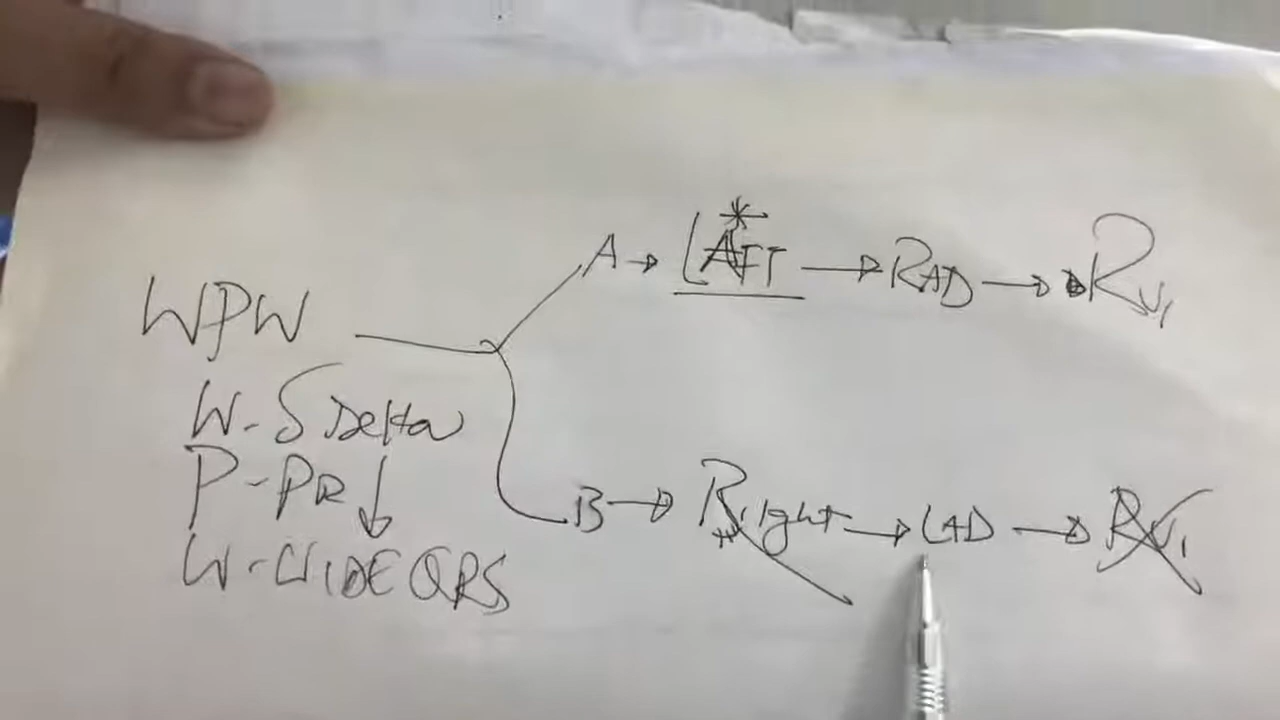 WPW
W - δ Delta
P - PR ↓
W - WIDE QRS
A → LAFT* → RAD → RV1
B → Right → LAD → RV1